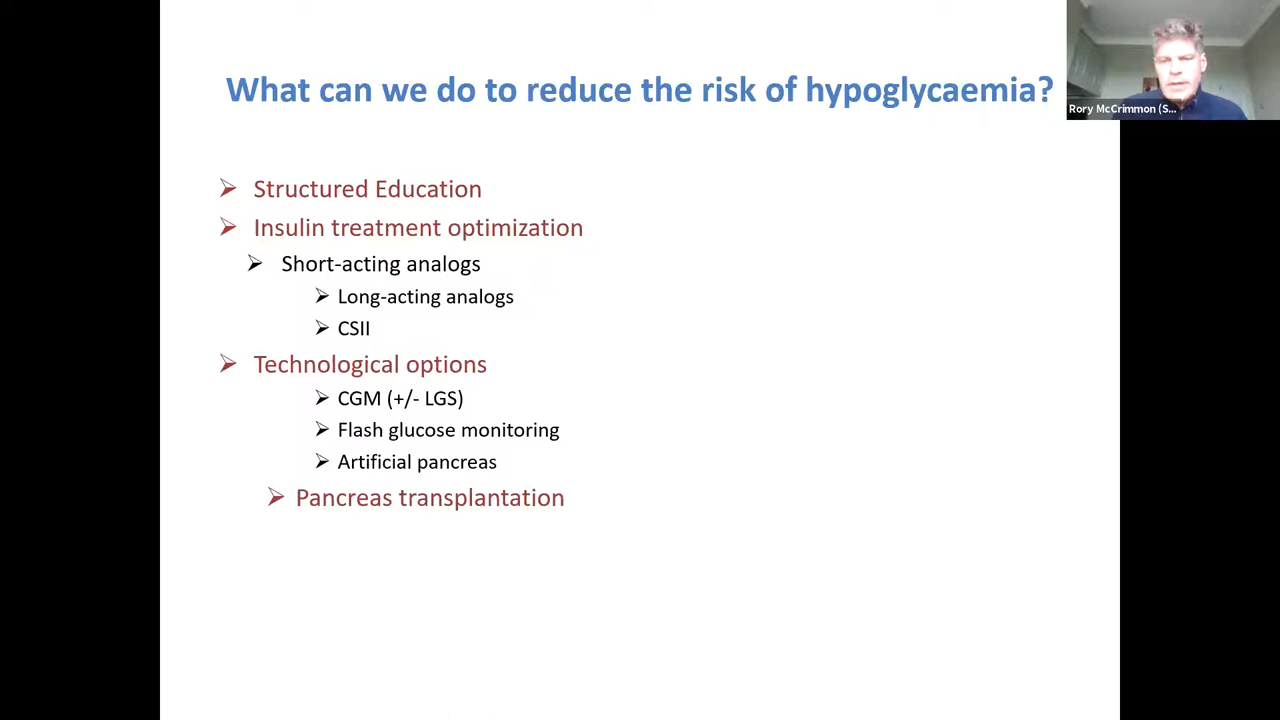 What can we do to reduce the risk of hypoglycaemia?
Rory McCrimmon (S...
Structured Education
Insulin treatment optimization
Short-acting analogs
Long-acting analogs
CSII
Technological options
CGM (+/- LGS)
Flash glucose monitoring
Artificial pancreas
Pancreas transplantation